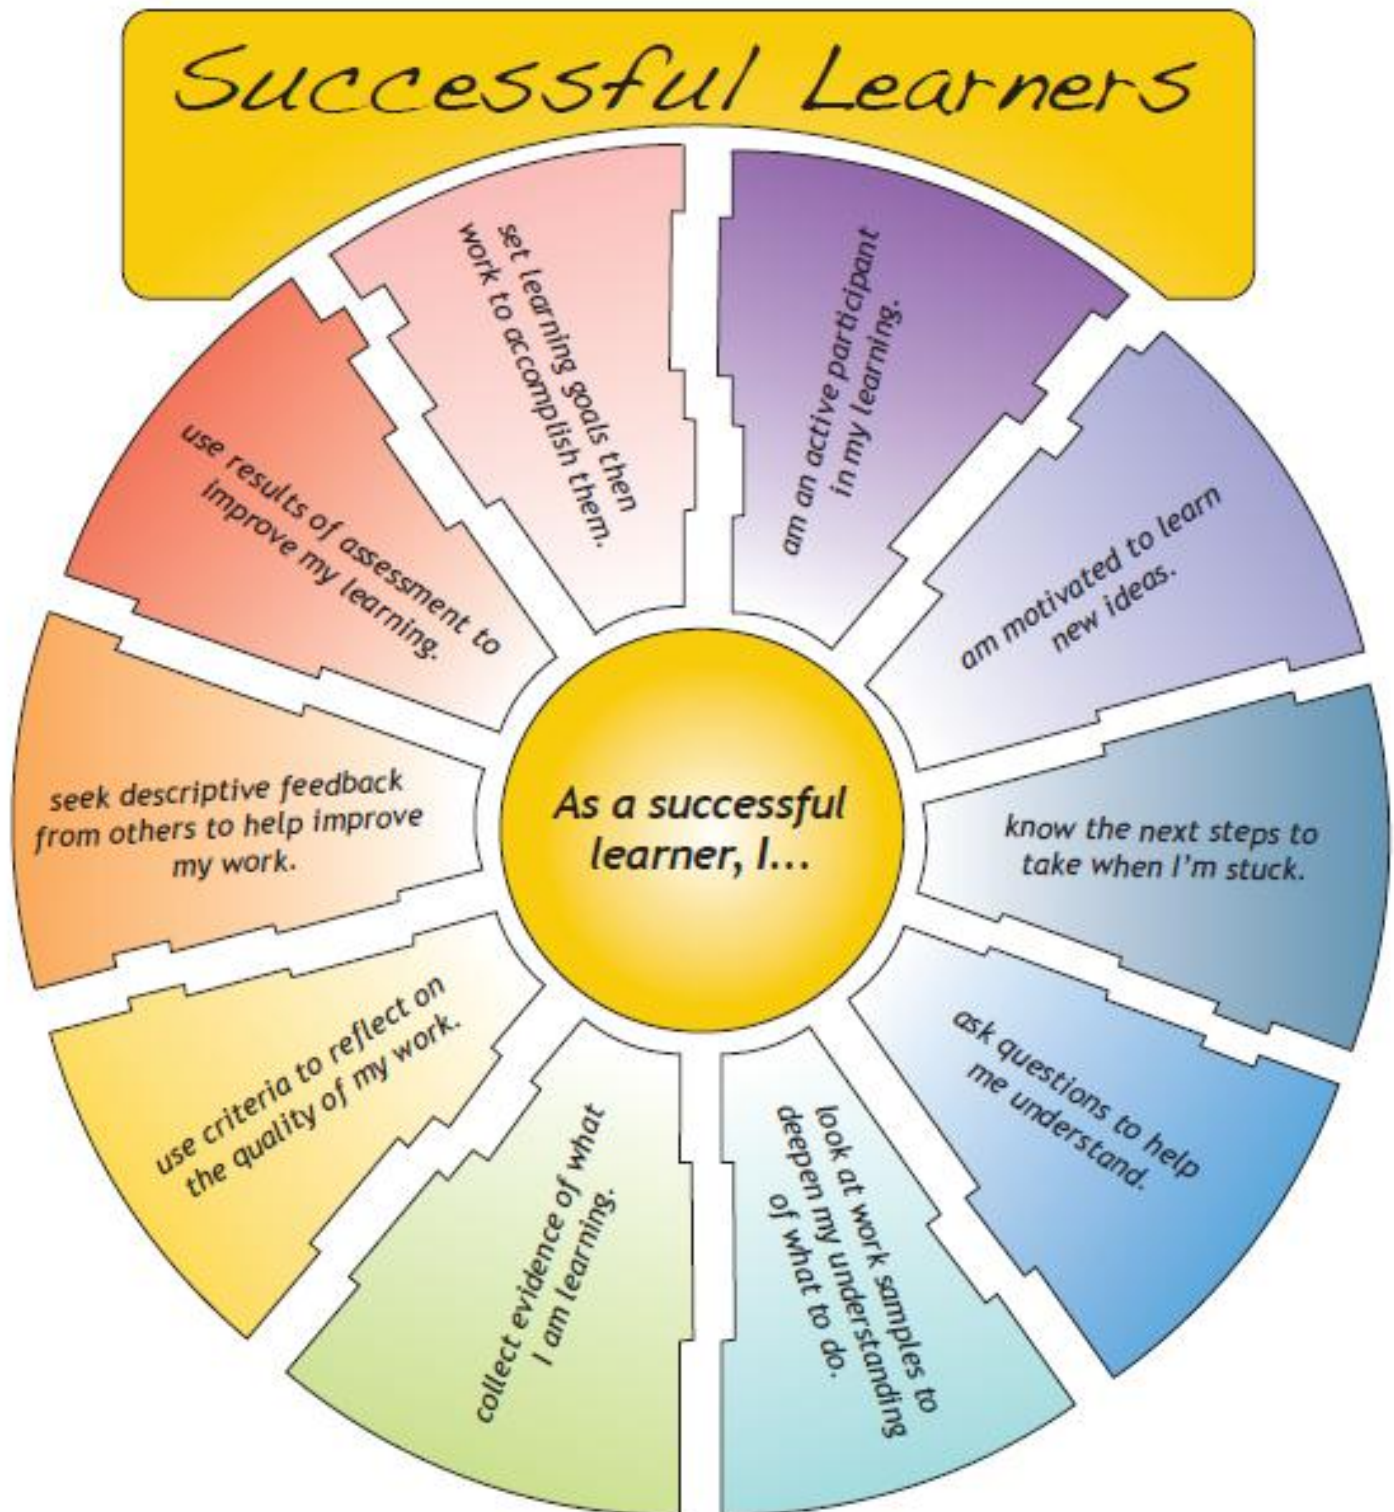 Successful Learners
set learning goals then
work to accomplish them.
am an active participant
in my learning.
am motivated to learn
new ideas.
know the next steps to
take when I'm stuck.
ask questions to help
me understand.
look at work samples to
deepen my understanding
of what to do.
collect evidence of what
I am learning.
use criteria to reflect on
the quality of my work.
seek descriptive feedback
from others to help improve
my work.
use results of assessment to
improve my learning.
As a successful
learner, I...